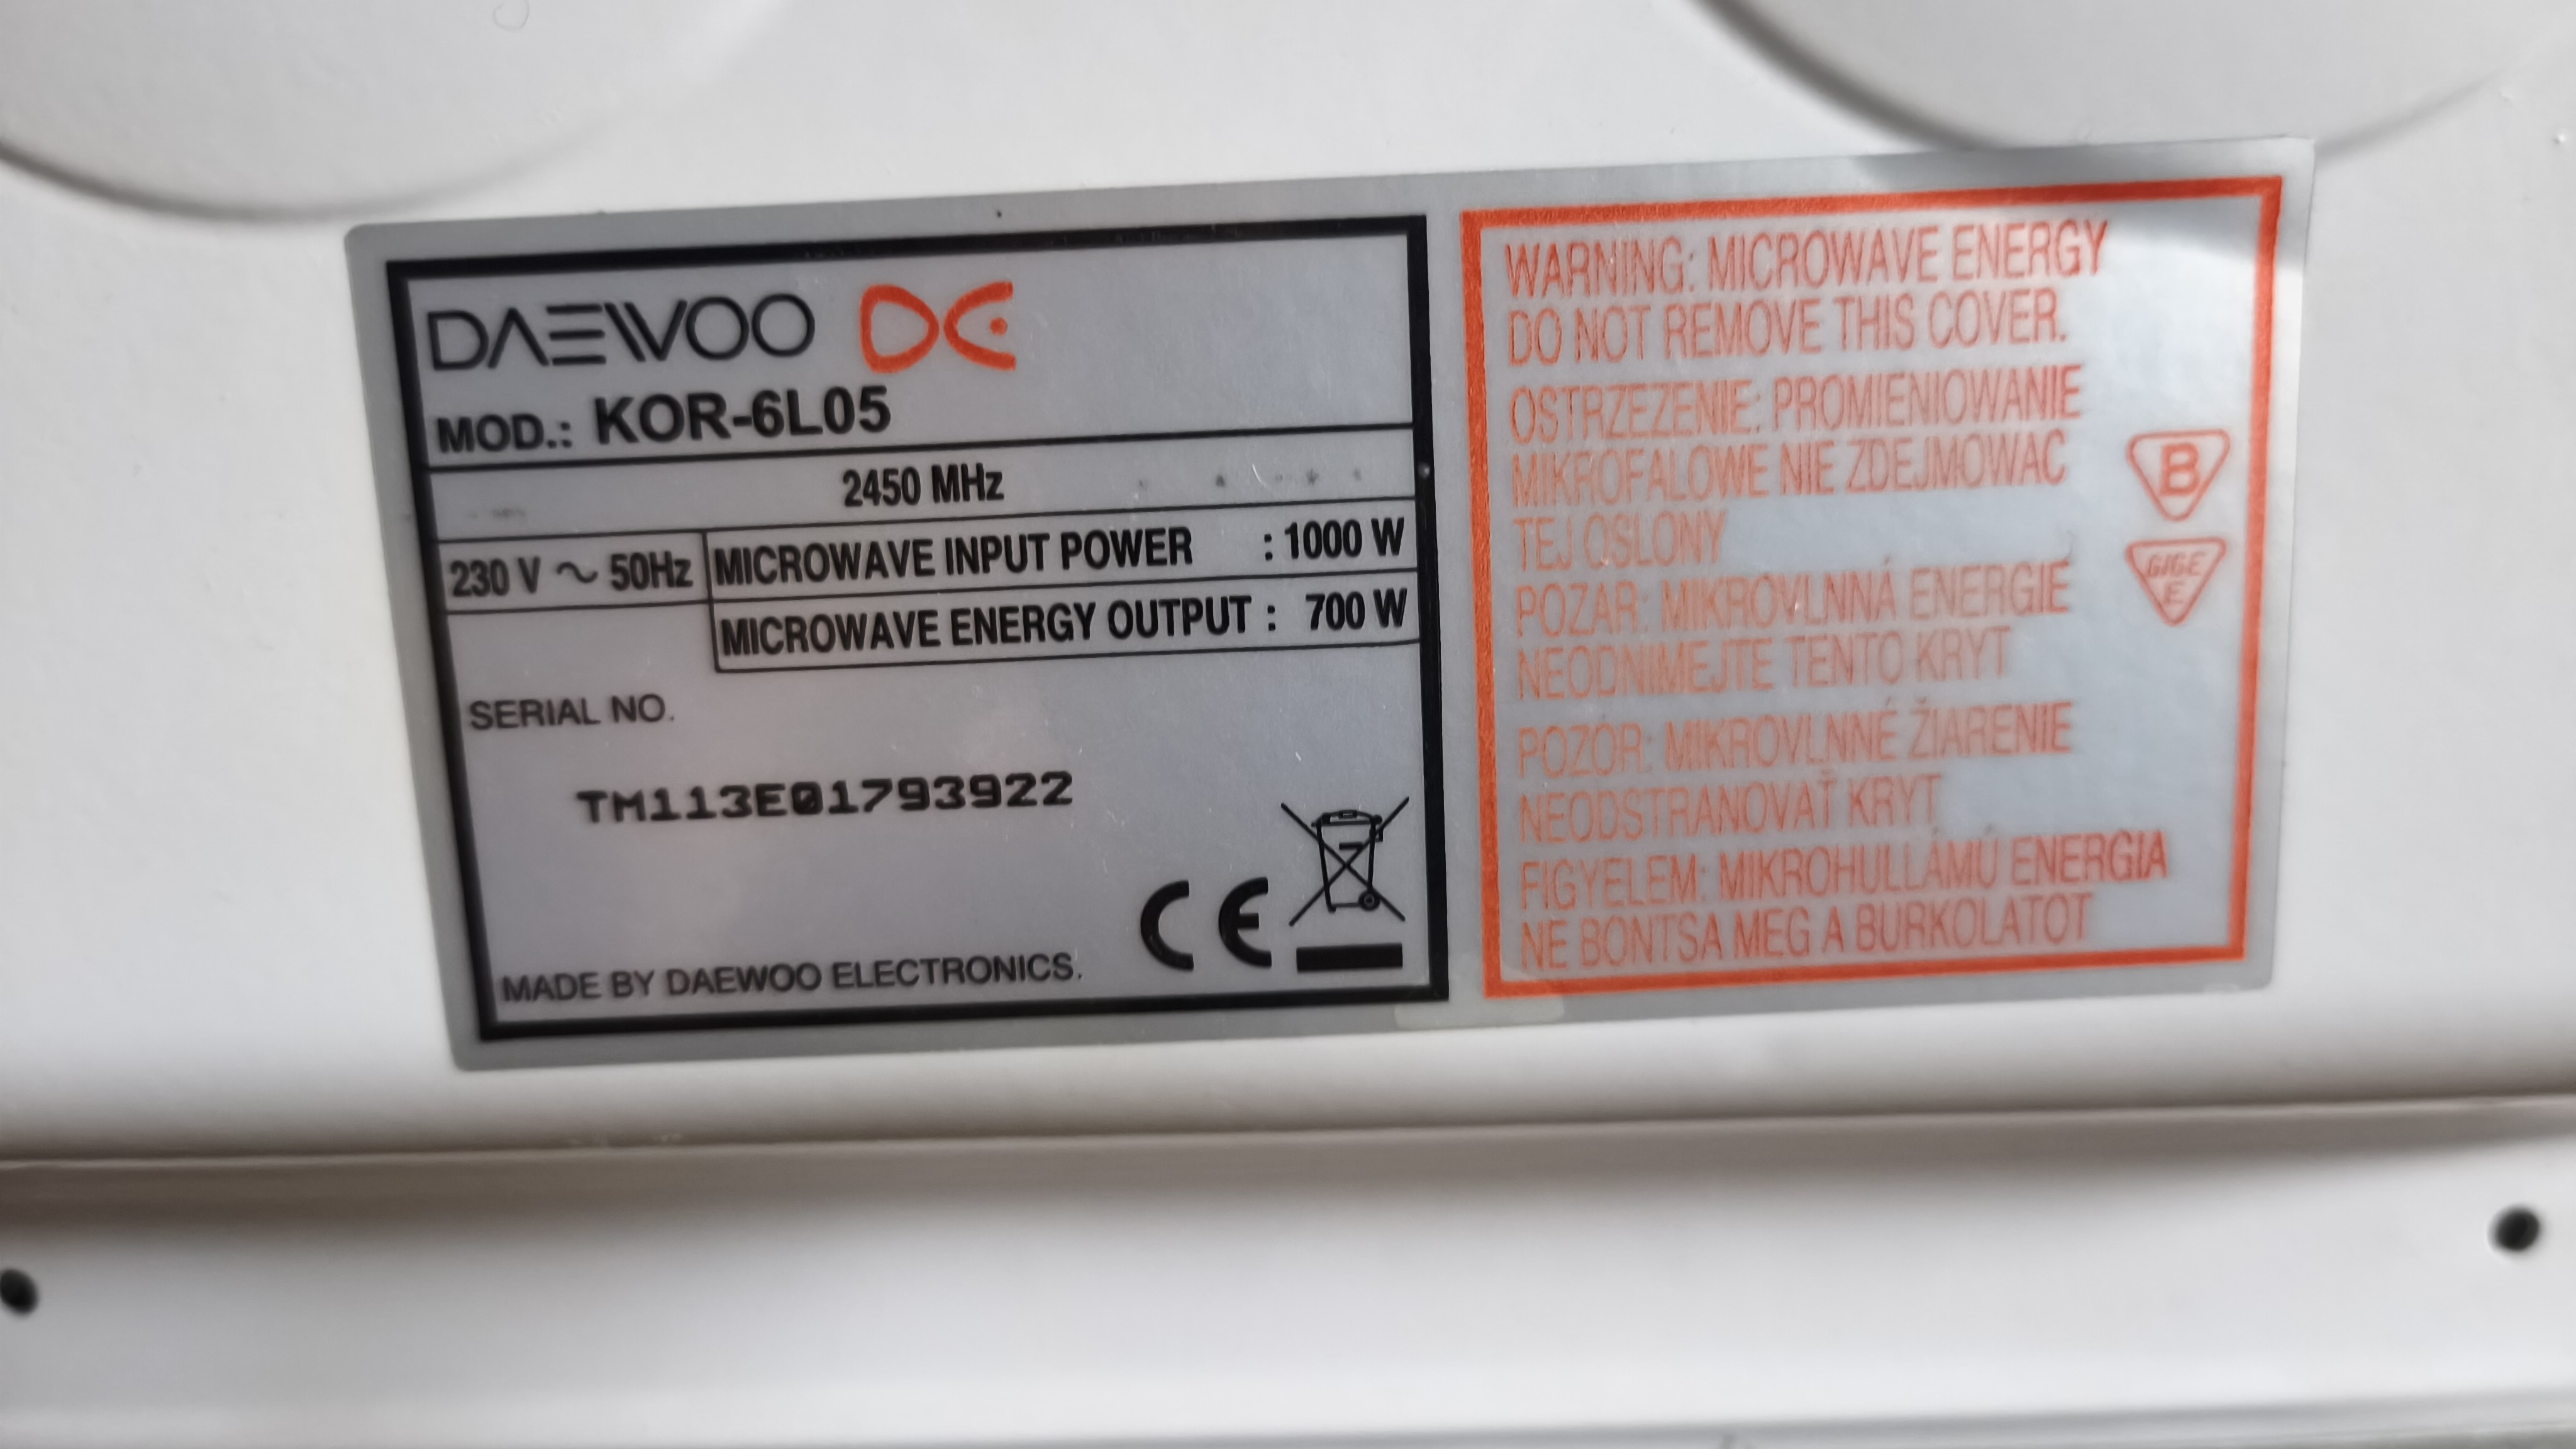 DAEWOO DE
MOD.: KOR-6L05
2450 MHz
230 V ~ 50Hz
MICROWAVE INPUT POWER : 1000 W
MICROWAVE ENERGY OUTPUT : 700 W
SERIAL NO.
TM113E01793922
CE
MADE BY DAEWOO ELECTRONICS.
WARNING: MICROWAVE ENERGY
DO NOT REMOVE THIS COVER.
OSTRZEZENIE: PROMIENIOWANIE
MIKROFALOWE NIE ZDEJMOWAC
TEJ OSLONY
POZAR: MIKROVLNNÁ ENERGIE
NEODNIMEJTE TENTO KRYT
POZOR: MIKROVLNNÉ ŽIARENIE
NEODSTRANOVAŤ KRYT
FIGYELEM: MIKROHULLÁMÚ ENERGIA
NE BONTSA MEG A BURKOLATOT
B
GIGE
E